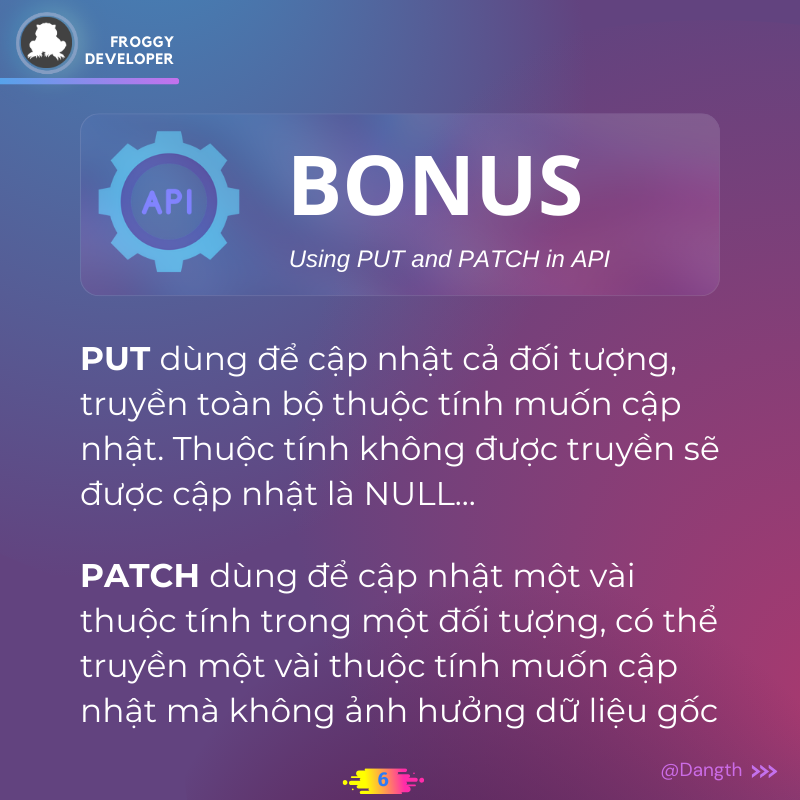 FROGGY
DEVELOPER
API
BONUS
Using PUT and PATCH in API
PUT dùng để cập nhật cả đối tượng,
truyền toàn bộ thuộc tính muốn cập
nhật. Thuộc tính không được truyền sẽ
được cập nhật là NULL...
PATCH dùng để cập nhật một vài
thuộc tính trong một đối tượng, có thể
truyền một vài thuộc tính muốn cập
nhật mà không ảnh hưởng dữ liệu gốc
6
@Dangth